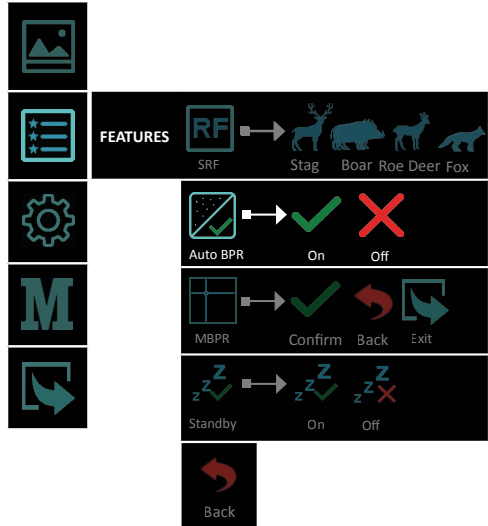 FEATURES
RF
SRF
Stag Boar Roe Deer Fox
Auto BPR On Off
M
MBPR Confirm Back Exit
z z Z z z Z z z Z
Standby On Off
Back